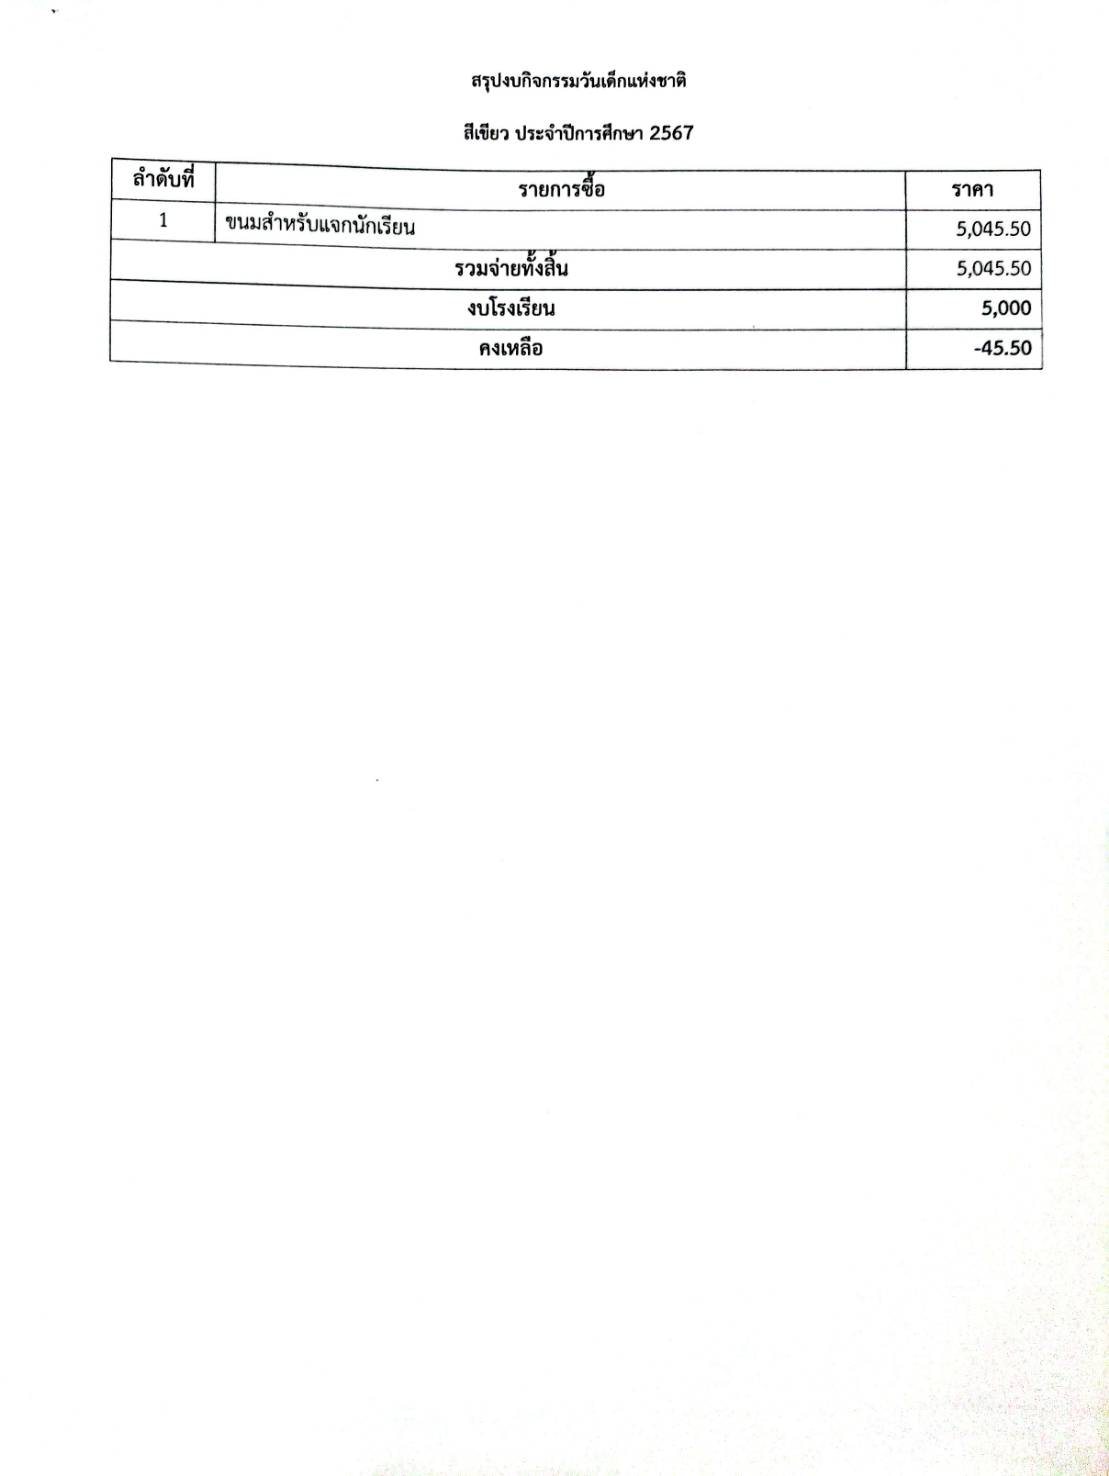 สรุปงบกิจกรรมวันเด็กแห่งชาติ
สีเขียว ประจำปีการศึกษา 2567
ลำดับที่ รายการซื้อ ราคา
1 ขนมสำหรับแจกนักเรียน 5,045.50
รวมจ่ายทั้งสิ้น 5,045.50
งบโรงเรียน 5,000
คงเหลือ -45.50